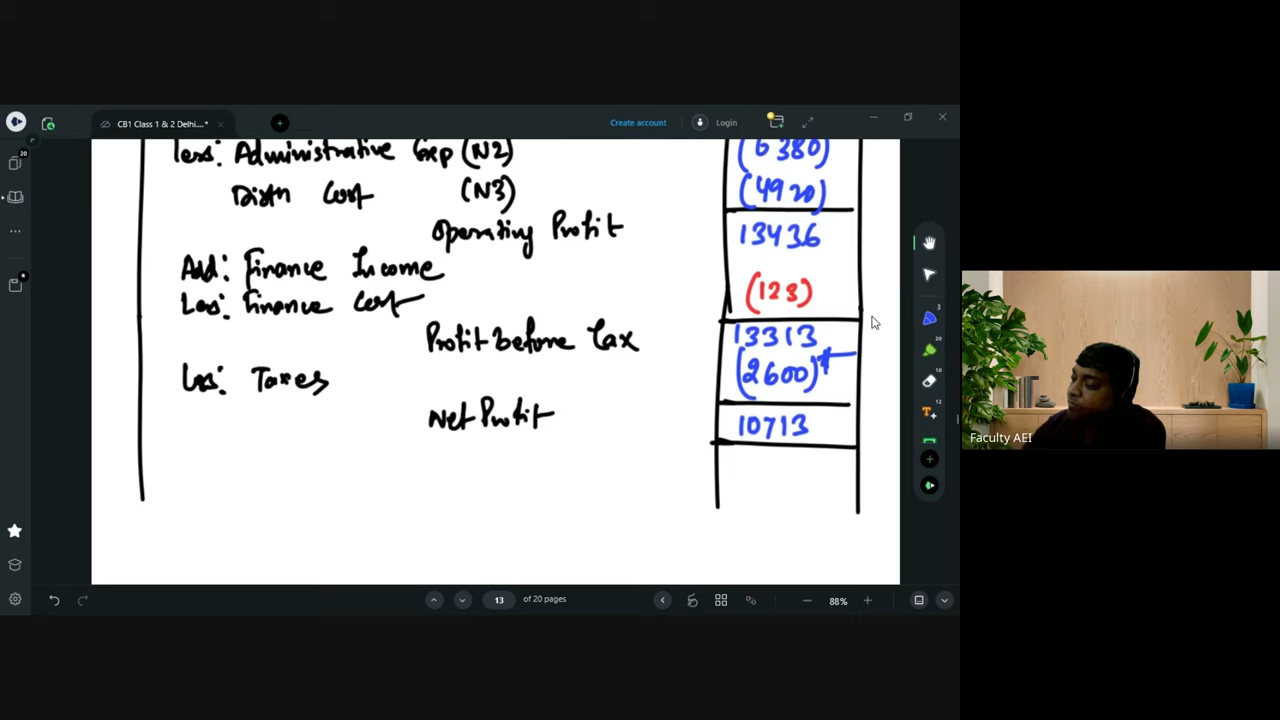 CB1 Class 1 & 2 Delhi....*
Create account
Login
less: Administrative Exp (N2) (6380)
Distn Cost (N3) (4920)
Operating Profit 13436
Add: Finance Income
Less: Finance Cost (123)
Profit before Tax 13313
Less: Taxes (2600)*
Net Profit 10713
Faculty AEI
13 of 20 pages
88%